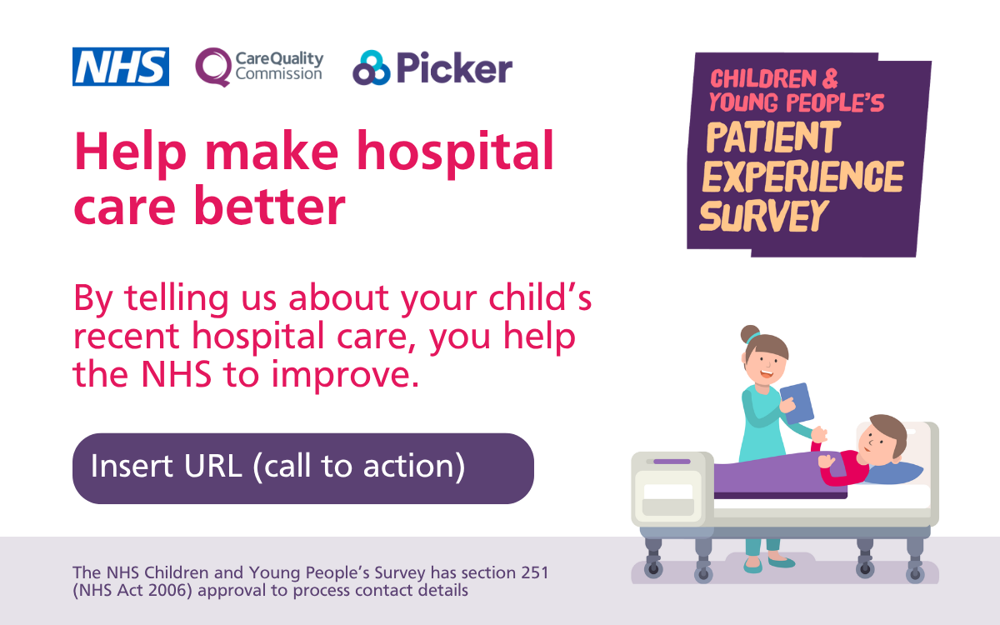 NHS
CareQuality
Commission
Picker
CHILDREN &
YOUNG PEOPLE'S
PATIENT
EXPERIENCE
SURVEY
Help make hospital
care better
By telling us about your child’s
recent hospital care, you help
the NHS to improve.
Insert URL (call to action)
The NHS Children and Young People’s Survey has section 251
(NHS Act 2006) approval to process contact details